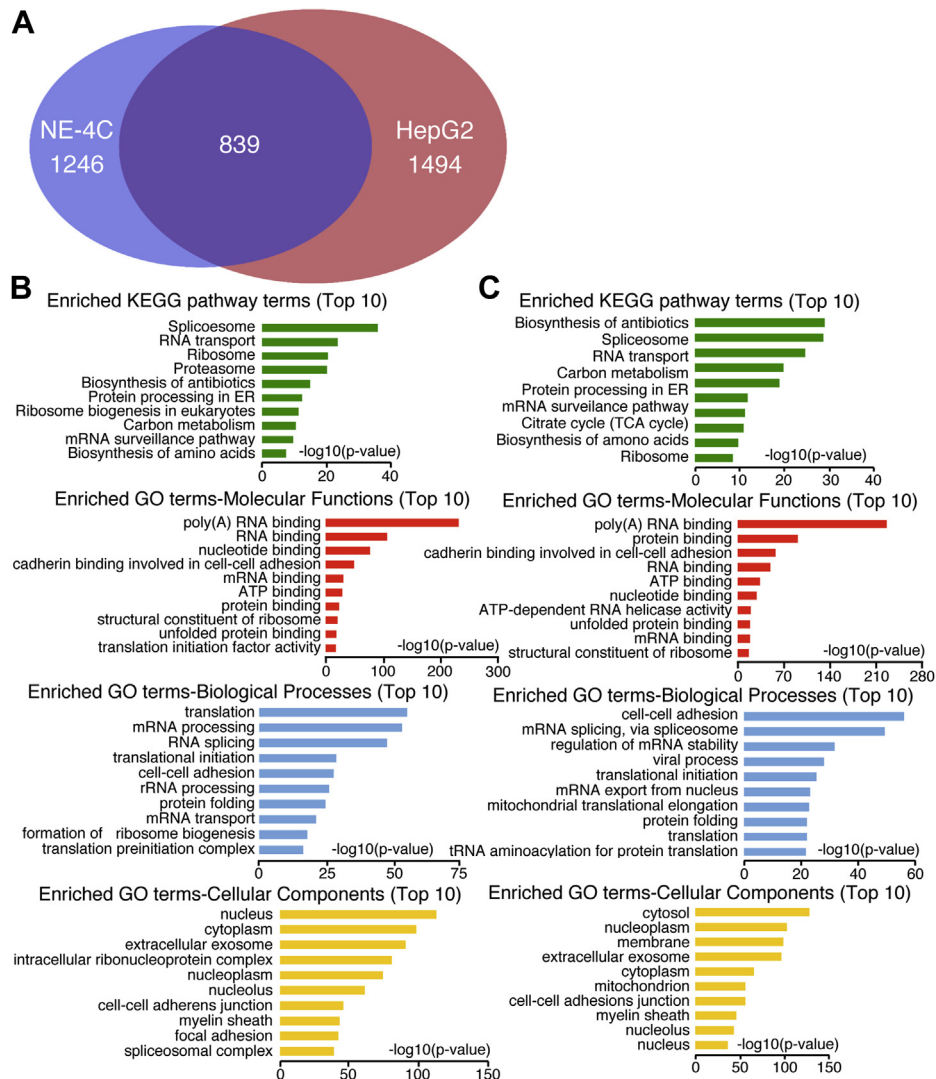 A
NE-4C
1246
839
HepG2
1494
B
Enriched KEGG pathway terms (Top 10)
Splicoesome
RNA transport
Ribosome
Proteasome
Biosynthesis of antibiotics
Protein processing in ER
Ribosome biogenesis in eukaryotes
Carbon metabolism
mRNA surveillance pathway
Biosynthesis of amino acids
-log10(p-value)
0 20 40
Enriched GO terms-Molecular Functions (Top 10)
poly(A) RNA binding
RNA binding
nucleotide binding
cadherin binding involved in cell-cell adhesion
mRNA binding
ATP binding
protein binding
structural constituent of ribosome
unfolded protein binding
translation initiation factor activity
-log10(p-value)
0 100 200 300
Enriched GO terms-Biological Processes (Top 10)
translation
mRNA processing
RNA splicing
translational initiation
cell-cell adhesion
rRNA processing
protein folding
mRNA transport
formation of ribosome biogenesis
translation preinitiation complex
-log10(p-value)
0 25 50 75
Enriched GO terms-Cellular Components (Top 10)
nucleus
cytoplasm
extracellular exosome
intracellular ribonucleoprotein complex
nucleoplasm
nucleolus
cell-cell adherens junction
myelin sheath
focal adhesion
spliceosomal complex
-log10(p-value)
0 50 100 150
C
Enriched KEGG pathway terms (Top 10)
Biosynthesis of antibiotics
Spliceosome
RNA transport
Carbon metabolism
Protein processing in ER
mRNA surveilance pathway
Citrate cycle (TCA cycle)
Biosynthesis of amono acids
Ribosome
-log10(p-value)
0 10 20 30 40
Enriched GO terms-Molecular Functions (Top 10)
poly(A) RNA binding
protein binding
cadherin binding involved in cell-cell adhesion
RNA binding
ATP binding
nucleotide binding
ATP-dependent RNA helicase activity
unfolded protein binding
mRNA binding
structural constituent of ribosome
-log10(p-value)
0 70 140 210 280
Enriched GO terms-Biological Processes (Top 10)
cell-cell adhesion
mRNA splicing, via spliceosome
regulation of mRNA stability
viral process
translational initiation
mRNA export from nucleus
mitochondrial translational elongation
protein folding
translation
tRNA aminoacylation for protein translation
-log10(p-value)
0 20 40 60
Enriched GO terms-Cellular Components (Top 10)
cytosol
nucleoplasm
membrane
extracellular exosome
cytoplasm
mitochondrion
cell-cell adhesions junction
myelin sheath
nucleolus
nucleus
-log10(p-value)
0 50 100 150